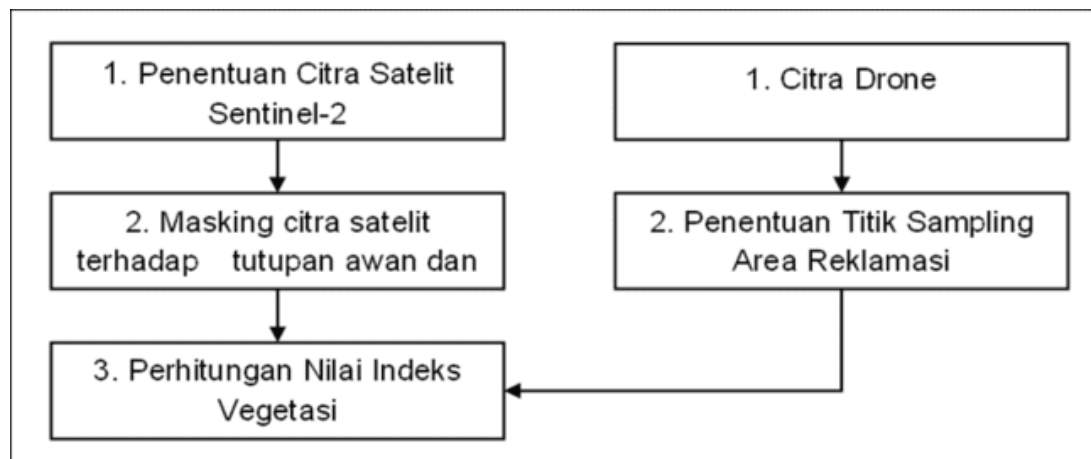 1. Penentuan Citra Satelit
Sentinel-2
2. Masking citra satelit
terhadap tutupan awan dan
3. Perhitungan Nilai Indeks
Vegetasi
1. Citra Drone
2. Penentuan Titik Sampling
Area Reklamasi